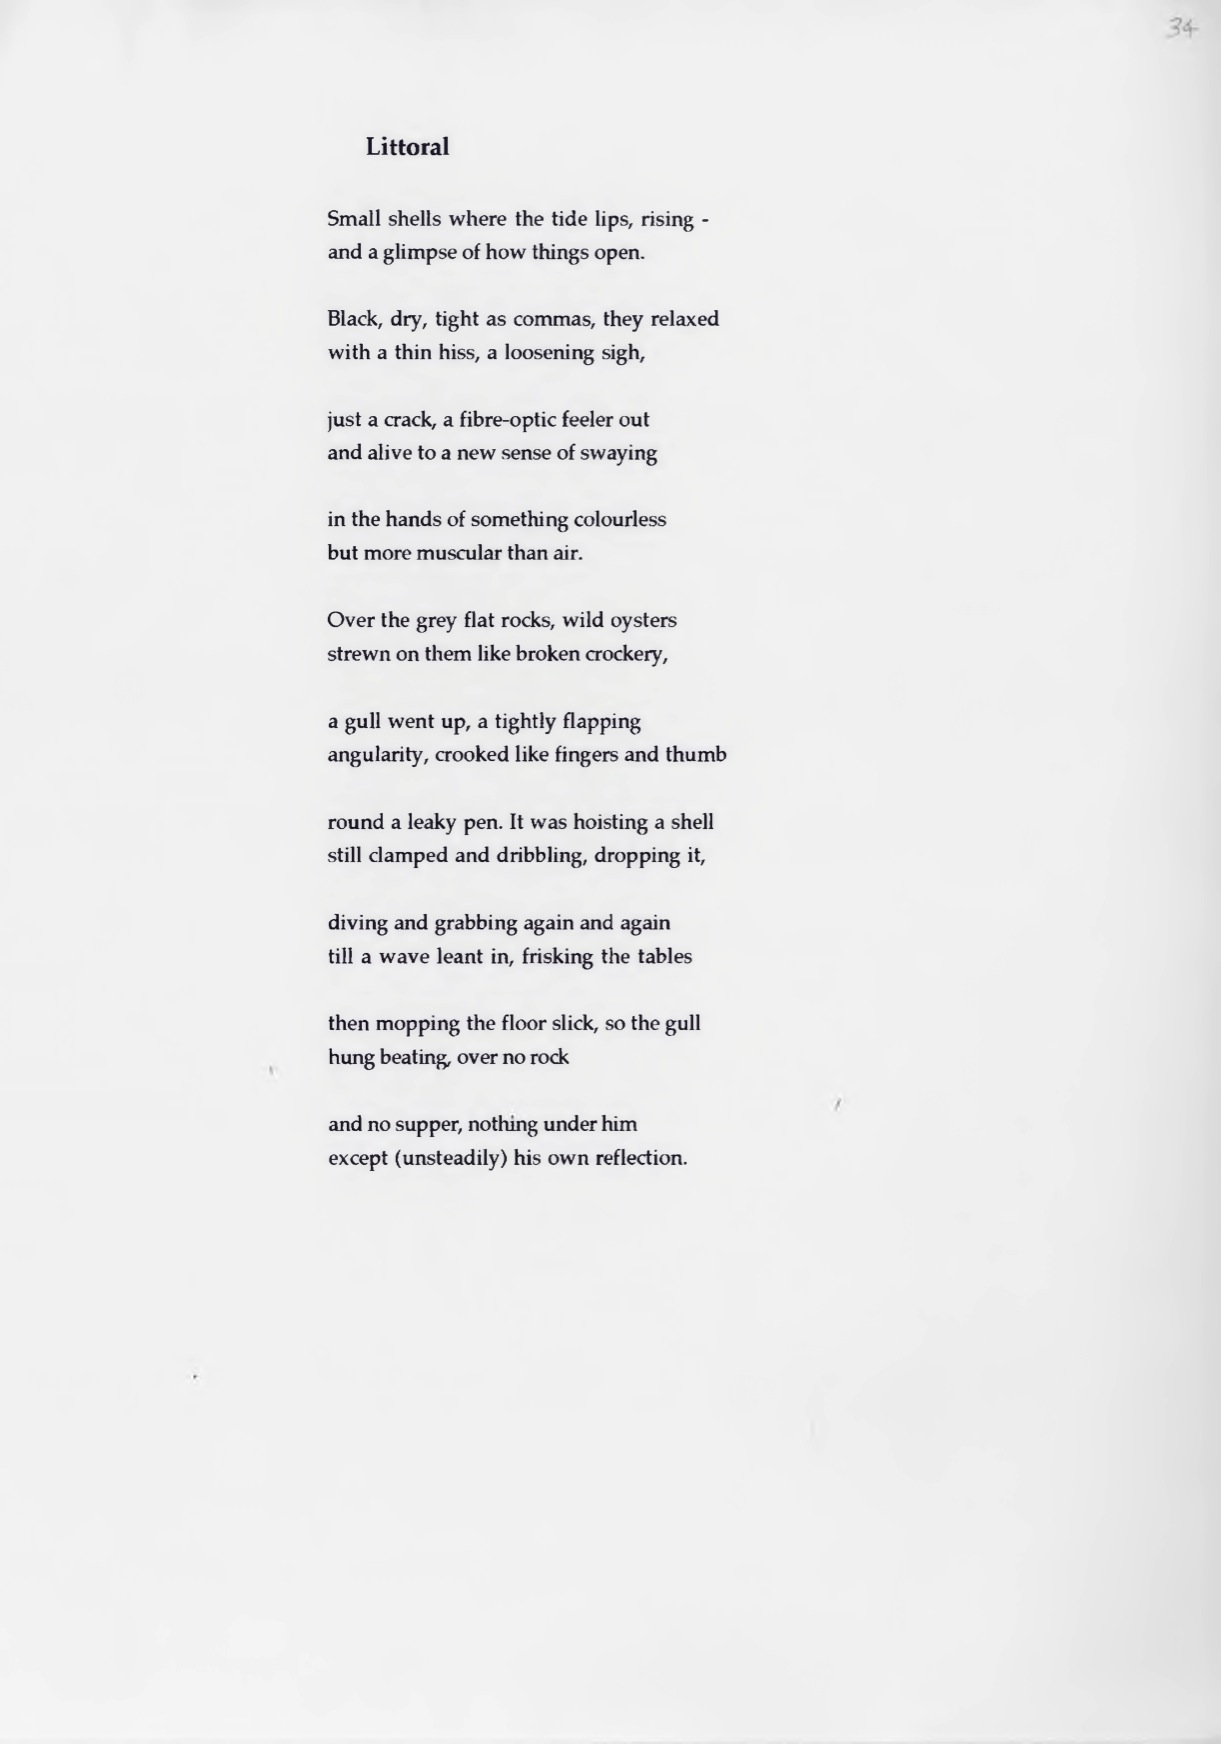 34
Littoral
Small shells where the tide lips, rising -
and a glimpse of how things open.
Black, dry, tight as commas, they relaxed
with a thin hiss, a loosening sigh,
just a crack, a fibre-optic feeler out
and alive to a new sense of swaying
in the hands of something colourless
but more muscular than air.
Over the grey flat rocks, wild oysters
strewn on them like broken crockery,
a gull went up, a tightly flapping
angularity, crooked like fingers and thumb
round a leaky pen. It was hoisting a shell
still clamped and dribbling, dropping it,
diving and grabbing again and again
till a wave leant in, frisking the tables
then mopping the floor slick, so the gull
hung beating, over no rock
and no supper, nothing under him
except (unsteadily) his own reflection.